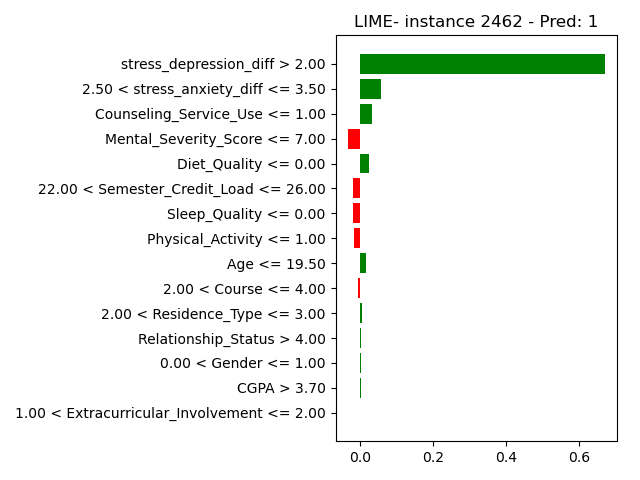 LIME- instance 2462 - Pred: 1
stress_depression_diff > 2.00
2.50 < stress_anxiety_diff <= 3.50
Counseling_Service_Use <= 1.00
Mental_Severity_Score <= 7.00
Diet_Quality <= 0.00
22.00 < Semester_Credit_Load <= 26.00
Sleep_Quality <= 0.00
Physical_Activity <= 1.00
Age <= 19.50
2.00 < Course <= 4.00
2.00 < Residence_Type <= 3.00
Relationship_Status > 4.00
0.00 < Gender <= 1.00
CGPA > 3.70
1.00 < Extracurricular_Involvement <= 2.00
0.0 0.2 0.4 0.6